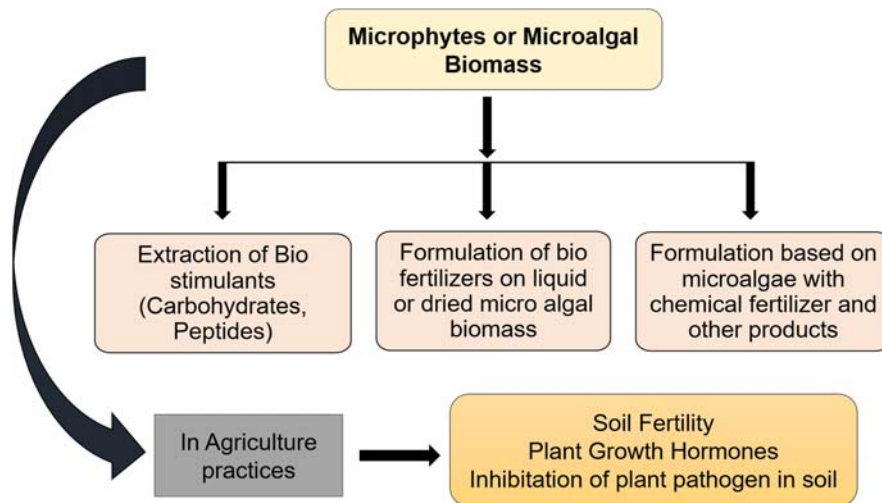 Microphytes or Microalgal
Biomass
Extraction of Bio
stimulants
(Carbohydrates,
Peptides)
Formulation of bio
fertilizers on liquid
or dried micro algal
biomass
Formulation based on
microalgae with
chemical fertilizer and
other products
In Agriculture
practices
Soil Fertility
Plant Growth Hormones
Inhibitation of plant pathogen in soil